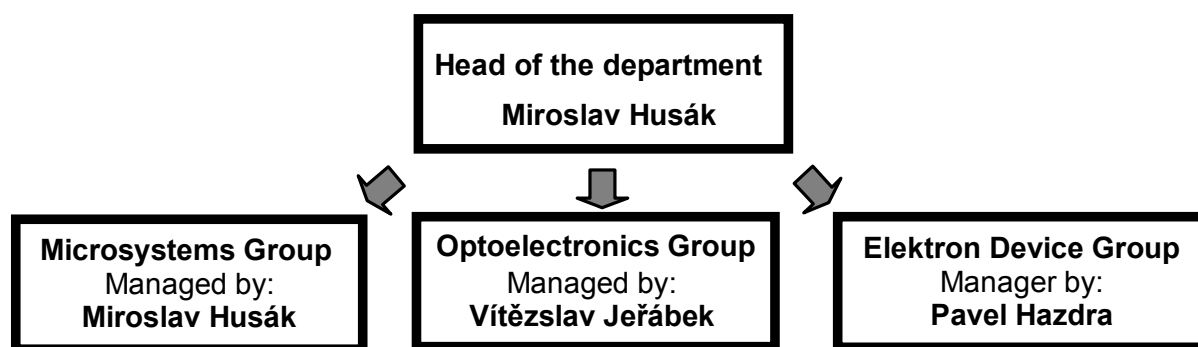 Head of the department
Miroslav Husák
Microsystems Group
Managed by:
Miroslav Husák
Optoelectronics Group
Managed by:
Vítězslav Jeřábek
Elektron Device Group
Manager by:
Pavel Hazdra